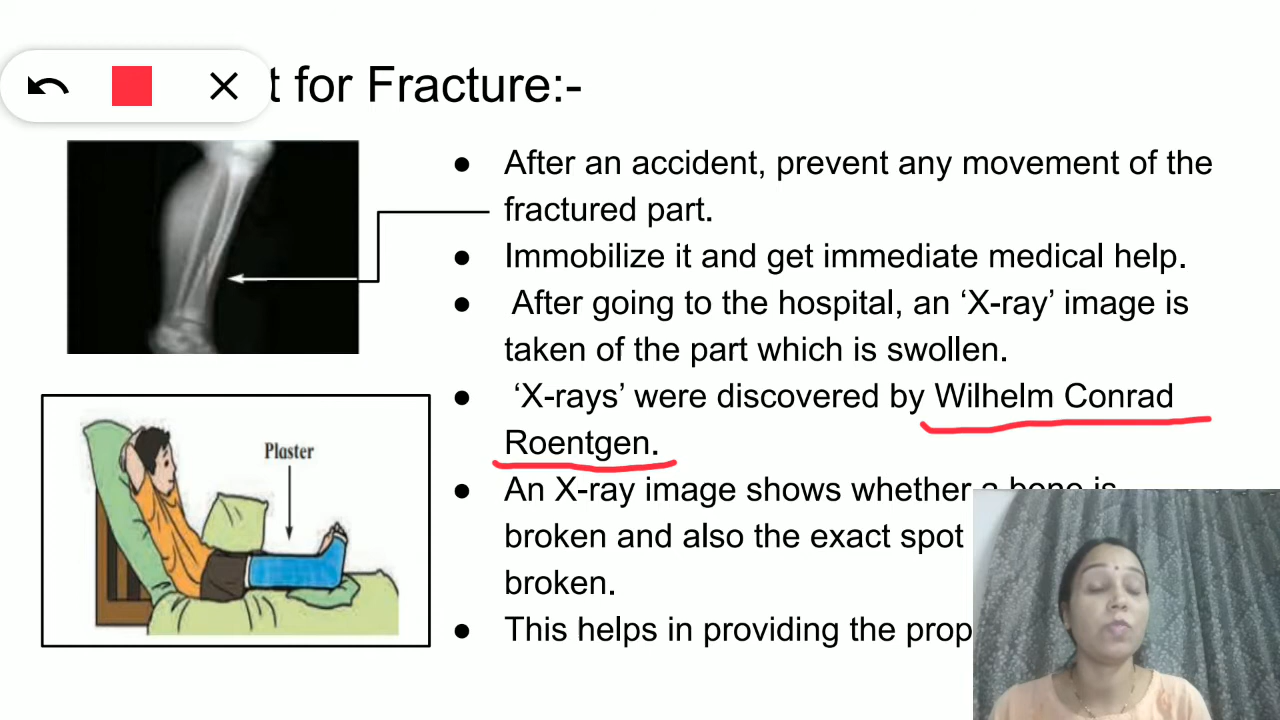 t for Fracture:-
● After an accident, prevent any movement of the
fractured part.
● Immobilize it and get immediate medical help.
● After going to the hospital, an ‘X-ray’ image is
taken of the part which is swollen.
● ‘X-rays’ were discovered by Wilhelm Conrad
Roentgen.
● An X-ray image shows whether a bone is
broken and also the exact spot
broken.
● This helps in providing the prop
Plaster